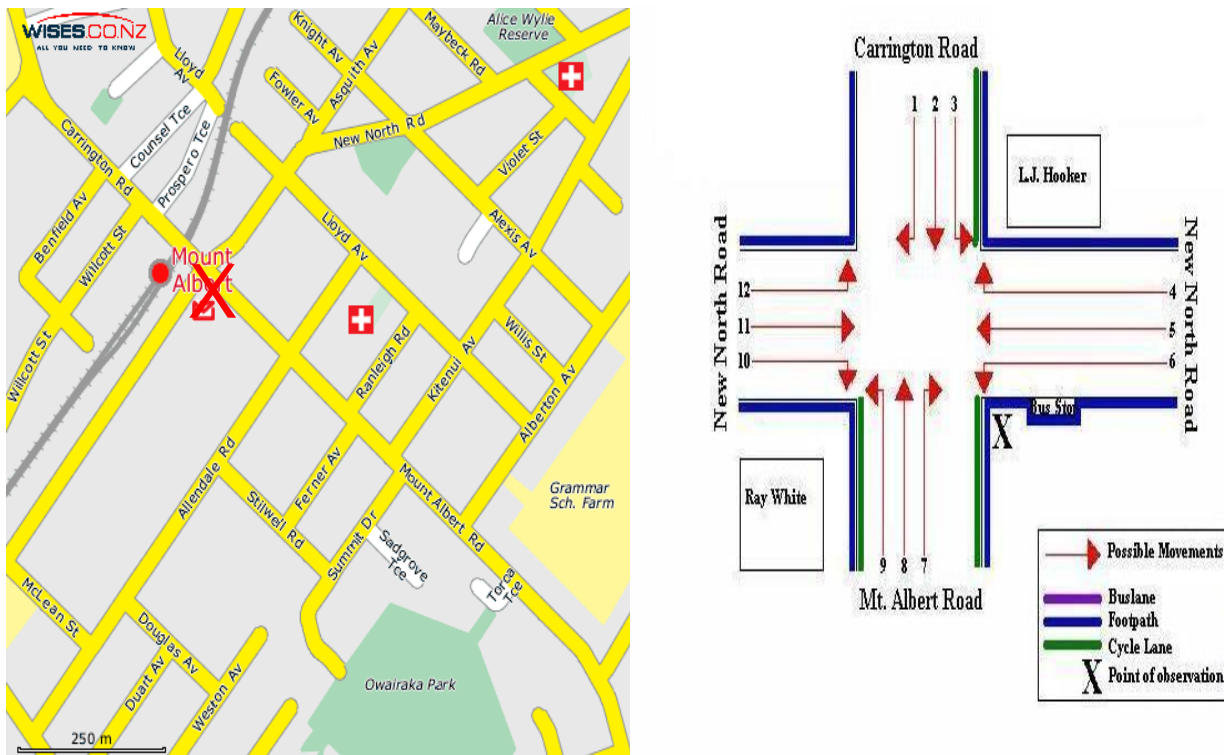 WISES.CO.NZ
ALL YOU NEED TO KNOW
Alice Wylie
Reserve
Lloyd
Av
Knight Av
Asquith Av
Maybeck Rd
Fowler Av
New North Rd
Counsel Tce
Prospero Tce
Carrington Rd
Violet St
Benfield Av
Willcott St
Lloyd Av
Alexis Av
Mount
Albert
Willcott St
Ranleigh Rd
Kitenui Av
Willis St
Alberton Av
Allendale Rd
Ferner Av
Stilwell Rd
Mount Albert Rd
Grammar
Sch. Farm
Summit Dr
Sadgrove
Tce
Torca
Tce
McLean St
Douglas Av
Duart Av
Weston Av
Owairaka Park
250 m
Carrington Road
1 2 3
L.J. Hooker
New North Road
New North Road
12
11
10
4
5
6
Bus Stor
X
Ray White
9 8 7
Mt. Albert Road
Possible Movements
Buslane
Footpath
Cycle Lane
X Point of observation